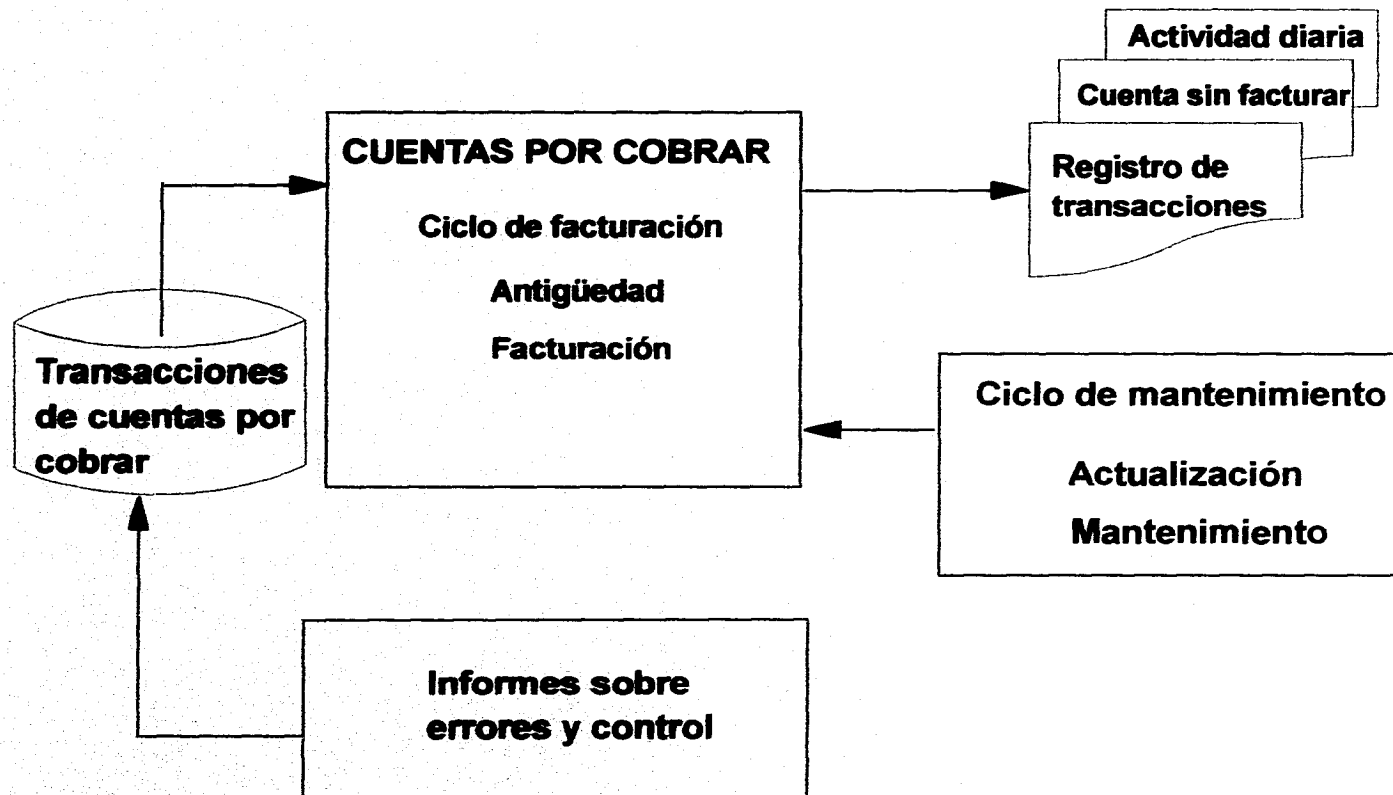 Actividad diaria
Cuenta sin facturar
Registro de
transacciones
CUENTAS POR COBRAR
Ciclo de facturación
Antigüedad
Facturación
Transacciones
de cuentas por
cobrar
Ciclo de mantenimiento
Actualización
Mantenimiento
Informes sobre
errores y control